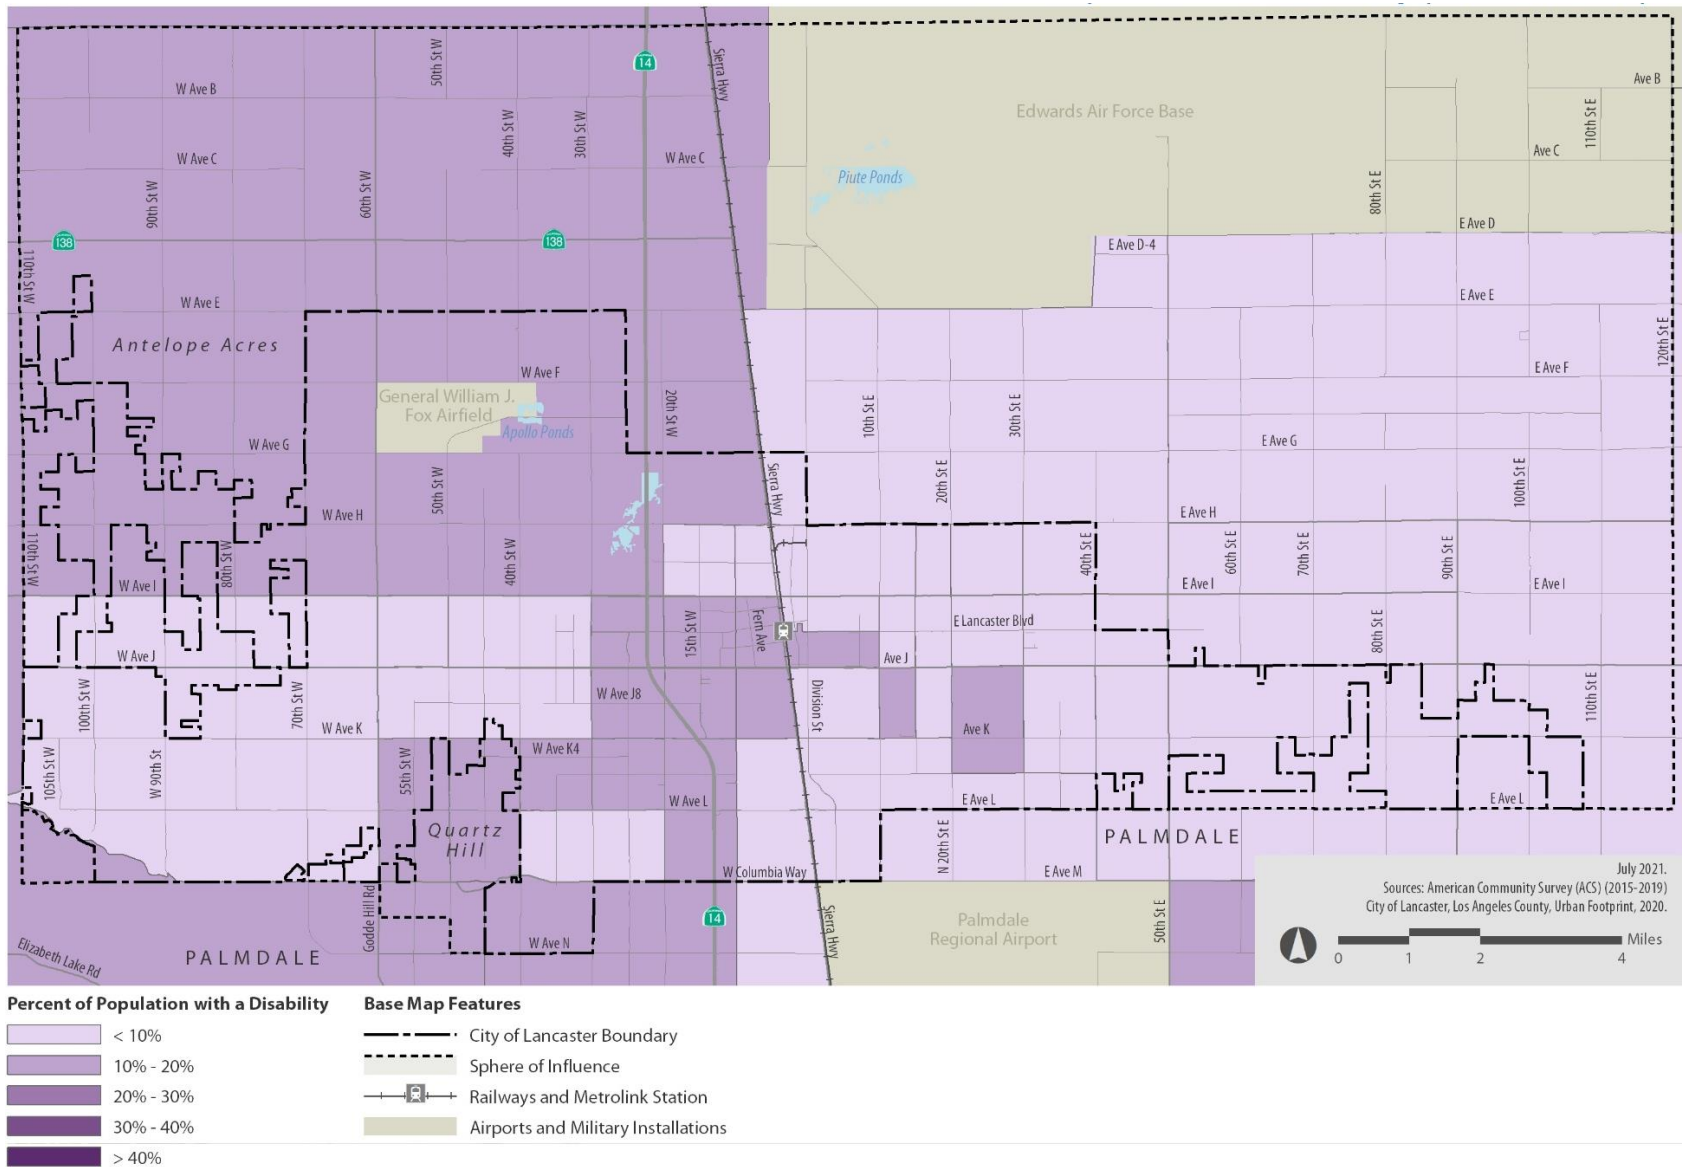 50th St W
14
Sierra Hwy
W Ave B
Ave B
Edwards Air Force Base
40th St W
30th St W
110th St E
W Ave C
W Ave C
Ave C
60th St W
90th St W
Piute Ponds
80th St E
E Ave D
138
138
E Ave D-4
110th St W
W Ave E
E Ave E
Antelope Acres
120th St E
W Ave F
E Ave F
General William J.
Fox Airfield
20th St W
10th St E
30th St E
Apollo Ponds
W Ave G
E Ave G
50th St W
Sierra Hwy
20th St E
100th St E
W Ave H
E Ave H
110th St W
80th St W
40th St W
40th St E
60th St E
70th St E
90th St E
W Ave I
E Ave I
E Ave I
15th St W
Fern Ave
E Lancaster Blvd
80th St E
W Ave J
Ave J
100th St W
70th St W
W Ave J8
Division St
110th St E
W Ave K
Ave K
W Ave K4
105th St W
W 90th St
55th St W
W Ave L
E Ave L
E Ave L
Quartz
Hill
N 20th St E
PALMDALE
W Columbia Way
E Ave M
July 2021.
Sources: American Community Survey (ACS) (2015-2019)
City of Lancaster, Los Angeles County, Urban Footprint, 2020.
Godde Hill Rd
14
Sierra Hwy
Palmdale
Regional Airport
50th St E
W Ave N
Miles
0 1 2 4
Elizabeth Lake Rd
PALMDALE
Percent of Population with a Disability
< 10%
10% - 20%
20% - 30%
30% - 40%
> 40%
Base Map Features
City of Lancaster Boundary
Sphere of Influence
Railways and Metrolink Station
Airports and Military Installations